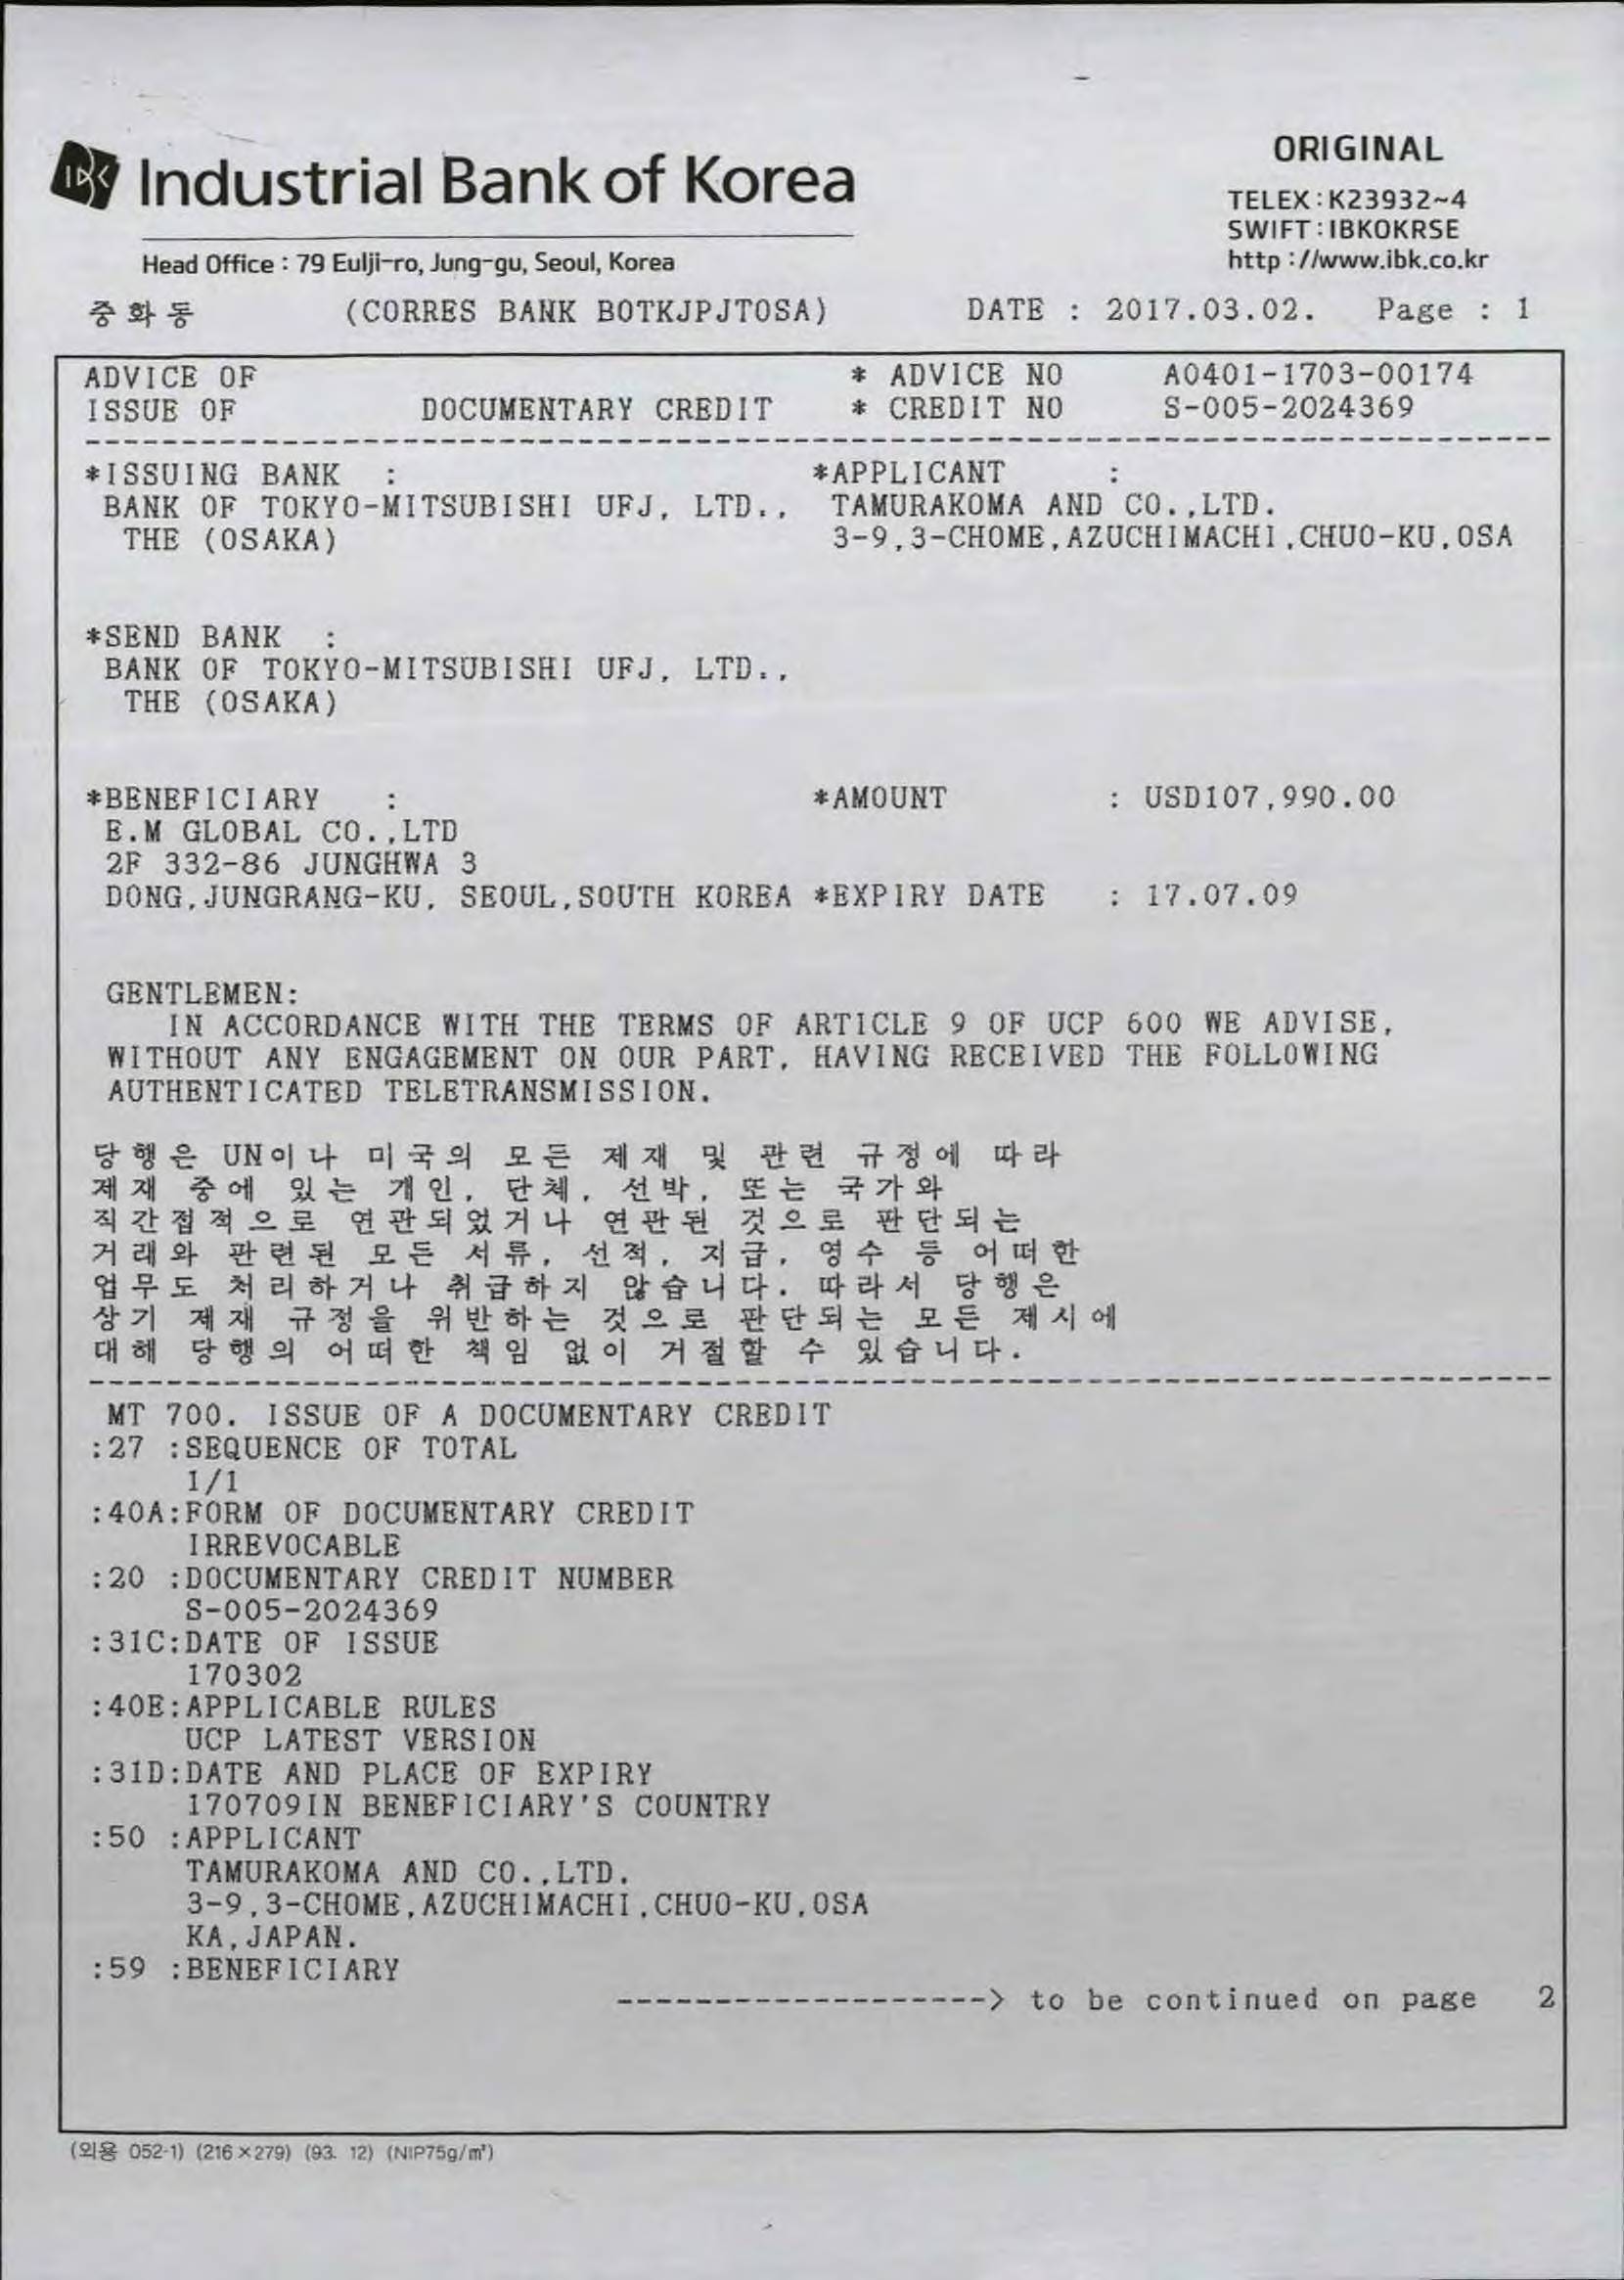 IBK Industrial Bank of Korea
ORIGINAL
TELEX : K23932~4
SWIFT : IBKOKRSE
http : //www.ibk.co.kr
Head Office : 79 Eulji-ro, Jung-gu, Seoul, Korea
중화동 (CORRES BANK BOTKJPJTOSA) DATE : 2017.03.02. Page : 1
ADVICE OF * ADVICE NO A0401-1703-00174
ISSUE OF DOCUMENTARY CREDIT * CREDIT NO S-005-2024369
*ISSUING BANK : *APPLICANT :
BANK OF TOKYO-MITSUBISHI UFJ, LTD., TAMURAKOMA AND CO.,LTD.
THE (OSAKA) 3-9,3-CHOME,AZUCHIMACHI,CHUO-KU,OSA
*SEND BANK :
BANK OF TOKYO-MITSUBISHI UFJ, LTD.,
THE (OSAKA)
*BENEFICIARY : *AMOUNT : USD107,990.00
E.M GLOBAL CO.,LTD
2F 332-86 JUNGHWA 3
DONG,JUNGRANG-KU, SEOUL,SOUTH KOREA *EXPIRY DATE : 17.07.09
GENTLEMEN:
IN ACCORDANCE WITH THE TERMS OF ARTICLE 9 OF UCP 600 WE ADVISE,
WITHOUT ANY ENGAGEMENT ON OUR PART, HAVING RECEIVED THE FOLLOWING
AUTHENTICATED TELETRANSMISSION.
당행은 UN이나 미국의 모든 제재 및 관련 규정에 따라
제재 중에 있는 개인, 단체, 선박, 또는 국가와
직간접적으로 연관되었거나 연관된 것으로 판단되는
거래와 관련된 모든 서류, 선적, 지급, 영수 등 어떠한
업무도 처리하거나 취급하지 않습니다. 따라서 당행은
상기 제재 규정을 위반하는 것으로 판단되는 모든 제시에
대해 당행의 어떠한 책임 없이 거절할 수 있습니다.
MT 700. ISSUE OF A DOCUMENTARY CREDIT
:27 :SEQUENCE OF TOTAL
1/1
:40A:FORM OF DOCUMENTARY CREDIT
IRREVOCABLE
:20 :DOCUMENTARY CREDIT NUMBER
S-005-2024369
:31C:DATE OF ISSUE
170302
:40E:APPLICABLE RULES
UCP LATEST VERSION
:31D:DATE AND PLACE OF EXPIRY
170709IN BENEFICIARY'S COUNTRY
:50 :APPLICANT
TAMURAKOMA AND CO.,LTD.
3-9,3-CHOME,AZUCHIMACHI,CHUO-KU,OSA
KA,JAPAN.
:59 :BENEFICIARY
-------------------> to be continued on page 2
(외용 052-1) (216×279) (93. 12) (NIP75g/㎡)